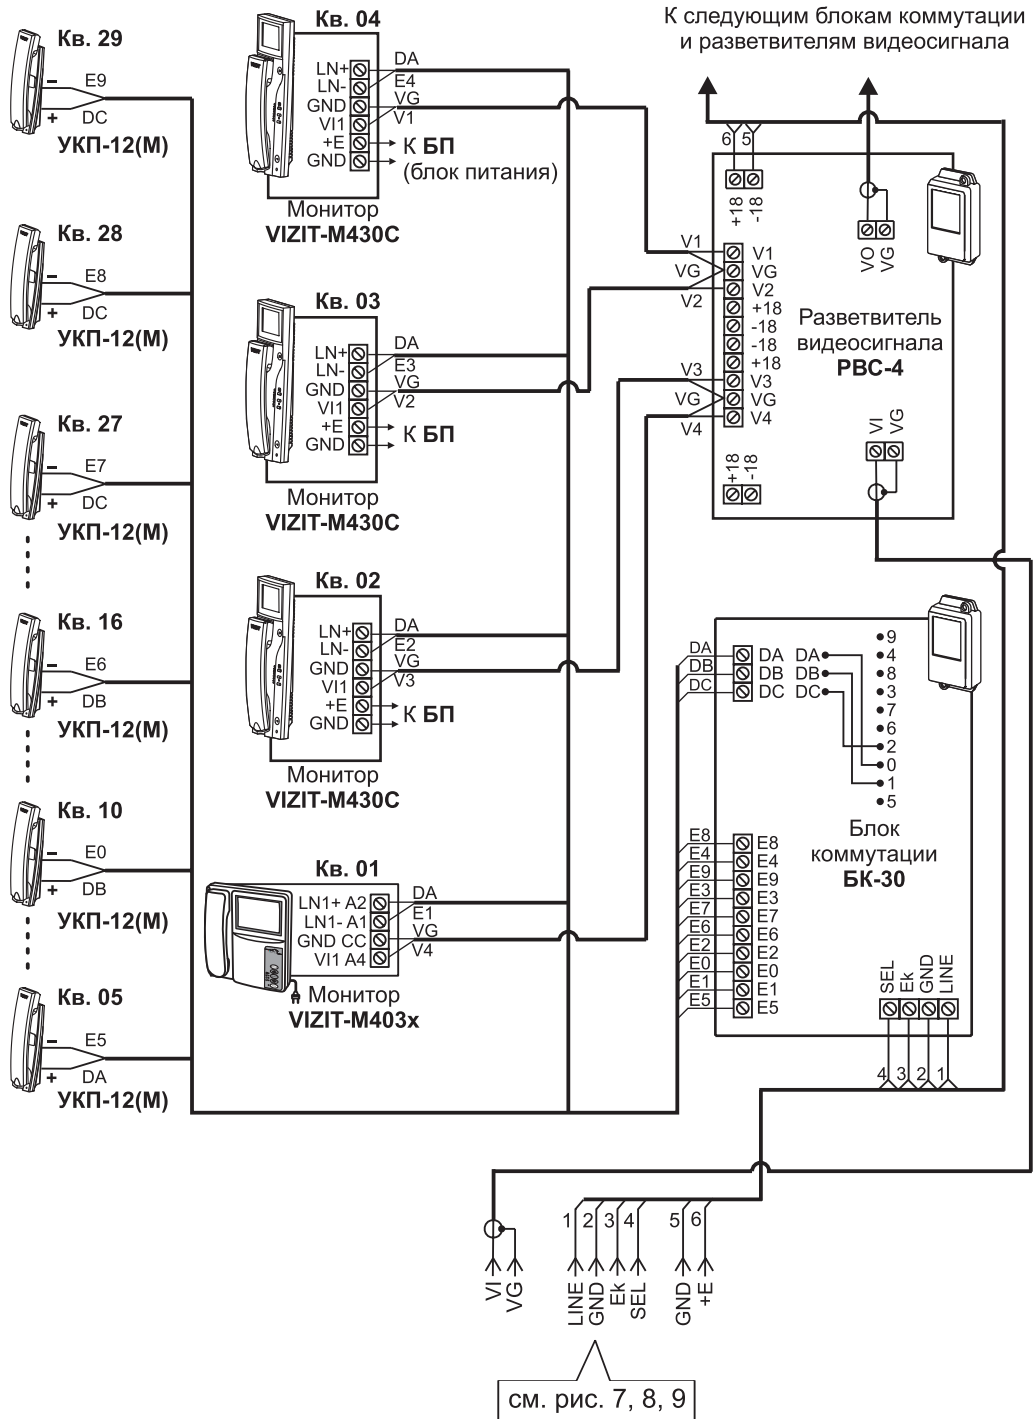 К следующим блокам коммутации
и разветвителям видеосигнала
Кв. 29
− E9
+ DC
УКП-12(М)
Кв. 28
− E8
+ DC
УКП-12(М)
Кв. 27
− E7
+ DC
УКП-12(М)
Кв. 16
− E6
+ DB
УКП-12(М)
Кв. 10
− E0
+ DB
УКП-12(М)
Кв. 05
− E5
+ DA
УКП-12(М)
Кв. 04
LN+ DA
LN- E4
GND VG
VI1 V1
+E К БП
GND (блок питания)
Монитор
VIZIT-M430C
Кв. 03
LN+ DA
LN- E3
GND VG
VI1 V2
+E К БП
GND
Монитор
VIZIT-M430C
Кв. 02
LN+ DA
LN- E2
GND VG
VI1 V3
+E К БП
GND
Монитор
VIZIT-M430C
Кв. 01
LN1+ A2 DA
LN1- A1 E1
GND CC VG
VI1 A4 V4
Монитор
VIZIT-M403x
6 5
+18 -18
VO VG
V1 V1
VG VG
V2 V2
+18
-18
-18
+18
V3 V3
VG VG
V4 V4
Разветвитель
видеосигнала
РВС-4
VI VG
+18 -18
DA DA DA
DB DB DB
DC DC DC
9
4
8
3
7
6
2
0
1
5
Блок
коммутации
БК-30
E8 E8
E4 E4
E9 E9
E3 E3
E7 E7
E6 E6
E2 E2
E0 E0
E1 E1
E5 E5
SEL Ek GND LINE
4 3 2 1
1 2 3 4 5 6
VI VG LINE GND Ek SEL GND +E
см. рис. 7, 8, 9